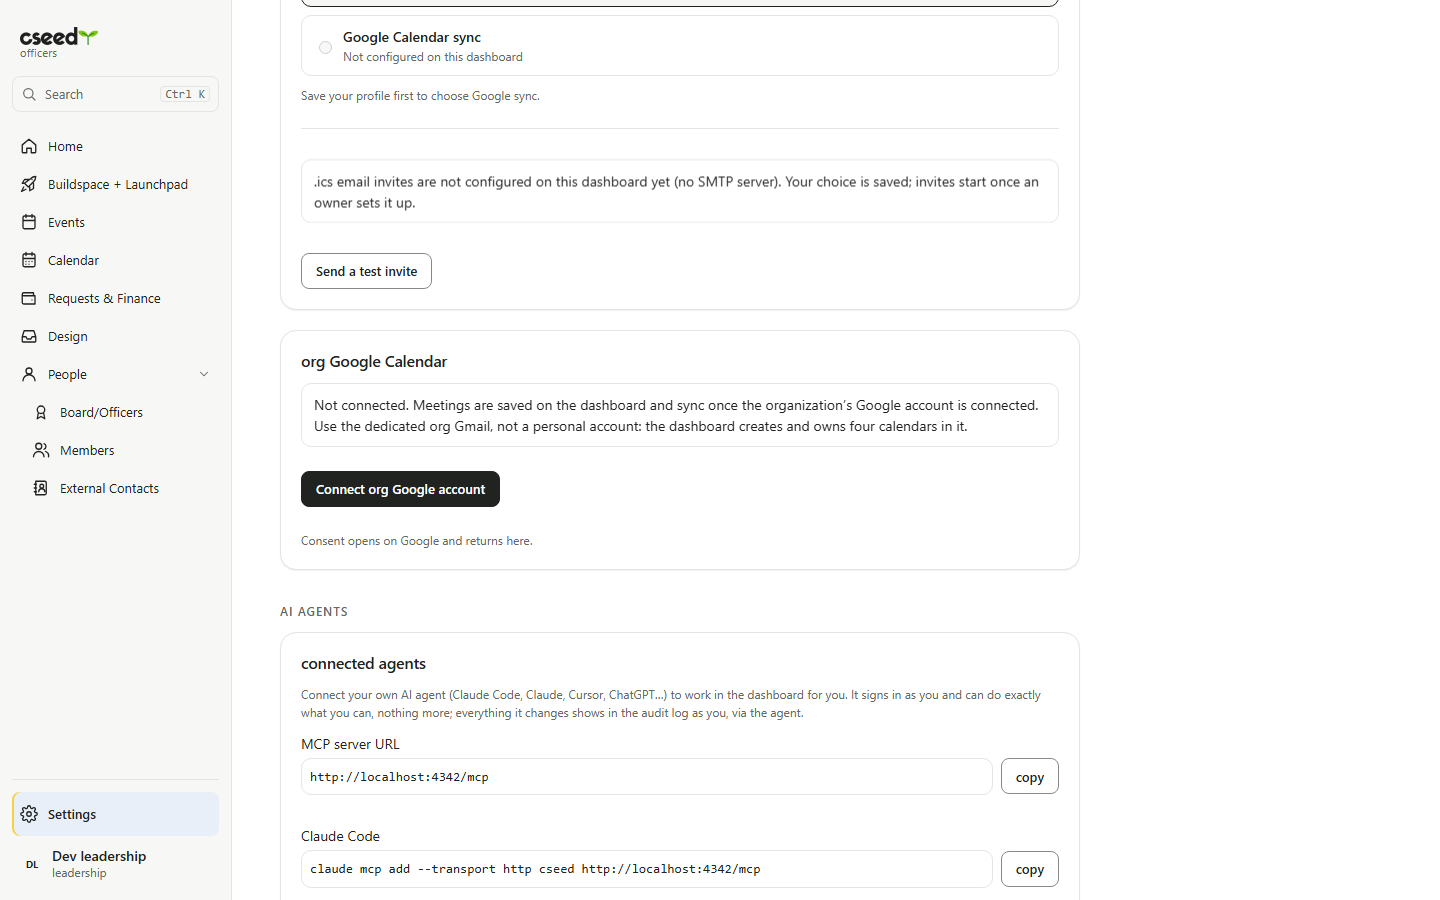 cseed
officers
Search
Ctrl K
Home
Buildspace + Launchpad
Events
Calendar
Requests & Finance
Design
People
Board/Officers
Members
External Contacts
Settings
DL
Dev leadership
leadership
Google Calendar sync
Not configured on this dashboard
Save your profile first to choose Google sync.
.ics email invites are not configured on this dashboard yet (no SMTP server). Your choice is saved; invites start once an
owner sets it up.
Send a test invite
org Google Calendar
Not connected. Meetings are saved on the dashboard and sync once the organization's Google account is connected.
Use the dedicated org Gmail, not a personal account: the dashboard creates and owns four calendars in it.
Connect org Google account
Consent opens on Google and returns here.
AI AGENTS
connected agents
Connect your own AI agent (Claude Code, Claude, Cursor, ChatGPT...) to work in the dashboard for you. It signs in as you and can do exactly
what you can, nothing more; everything it changes shows in the audit log as you, via the agent.
MCP server URL
http://localhost:4342/mcp
copy
Claude Code
claude mcp add --transport http cseed http://localhost:4342/mcp
copy